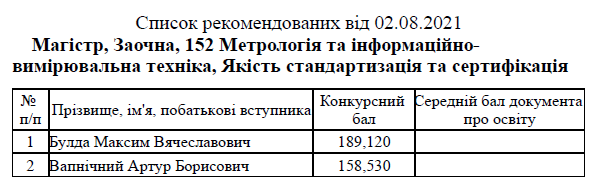 Список рекомендованих від 02.08.2021
Магістр, Заочна, 152 Метрологія та інформаційно-
вимірювальна техніка, Якість стандартизація та сертифікація
№ п/п Прізвище, ім'я, побатькові вступника Конкурсний бал Середній бал документа про освіту
1 Булда Максим Вячеславович 189,120
2 Вапнічний Артур Борисович 158,530